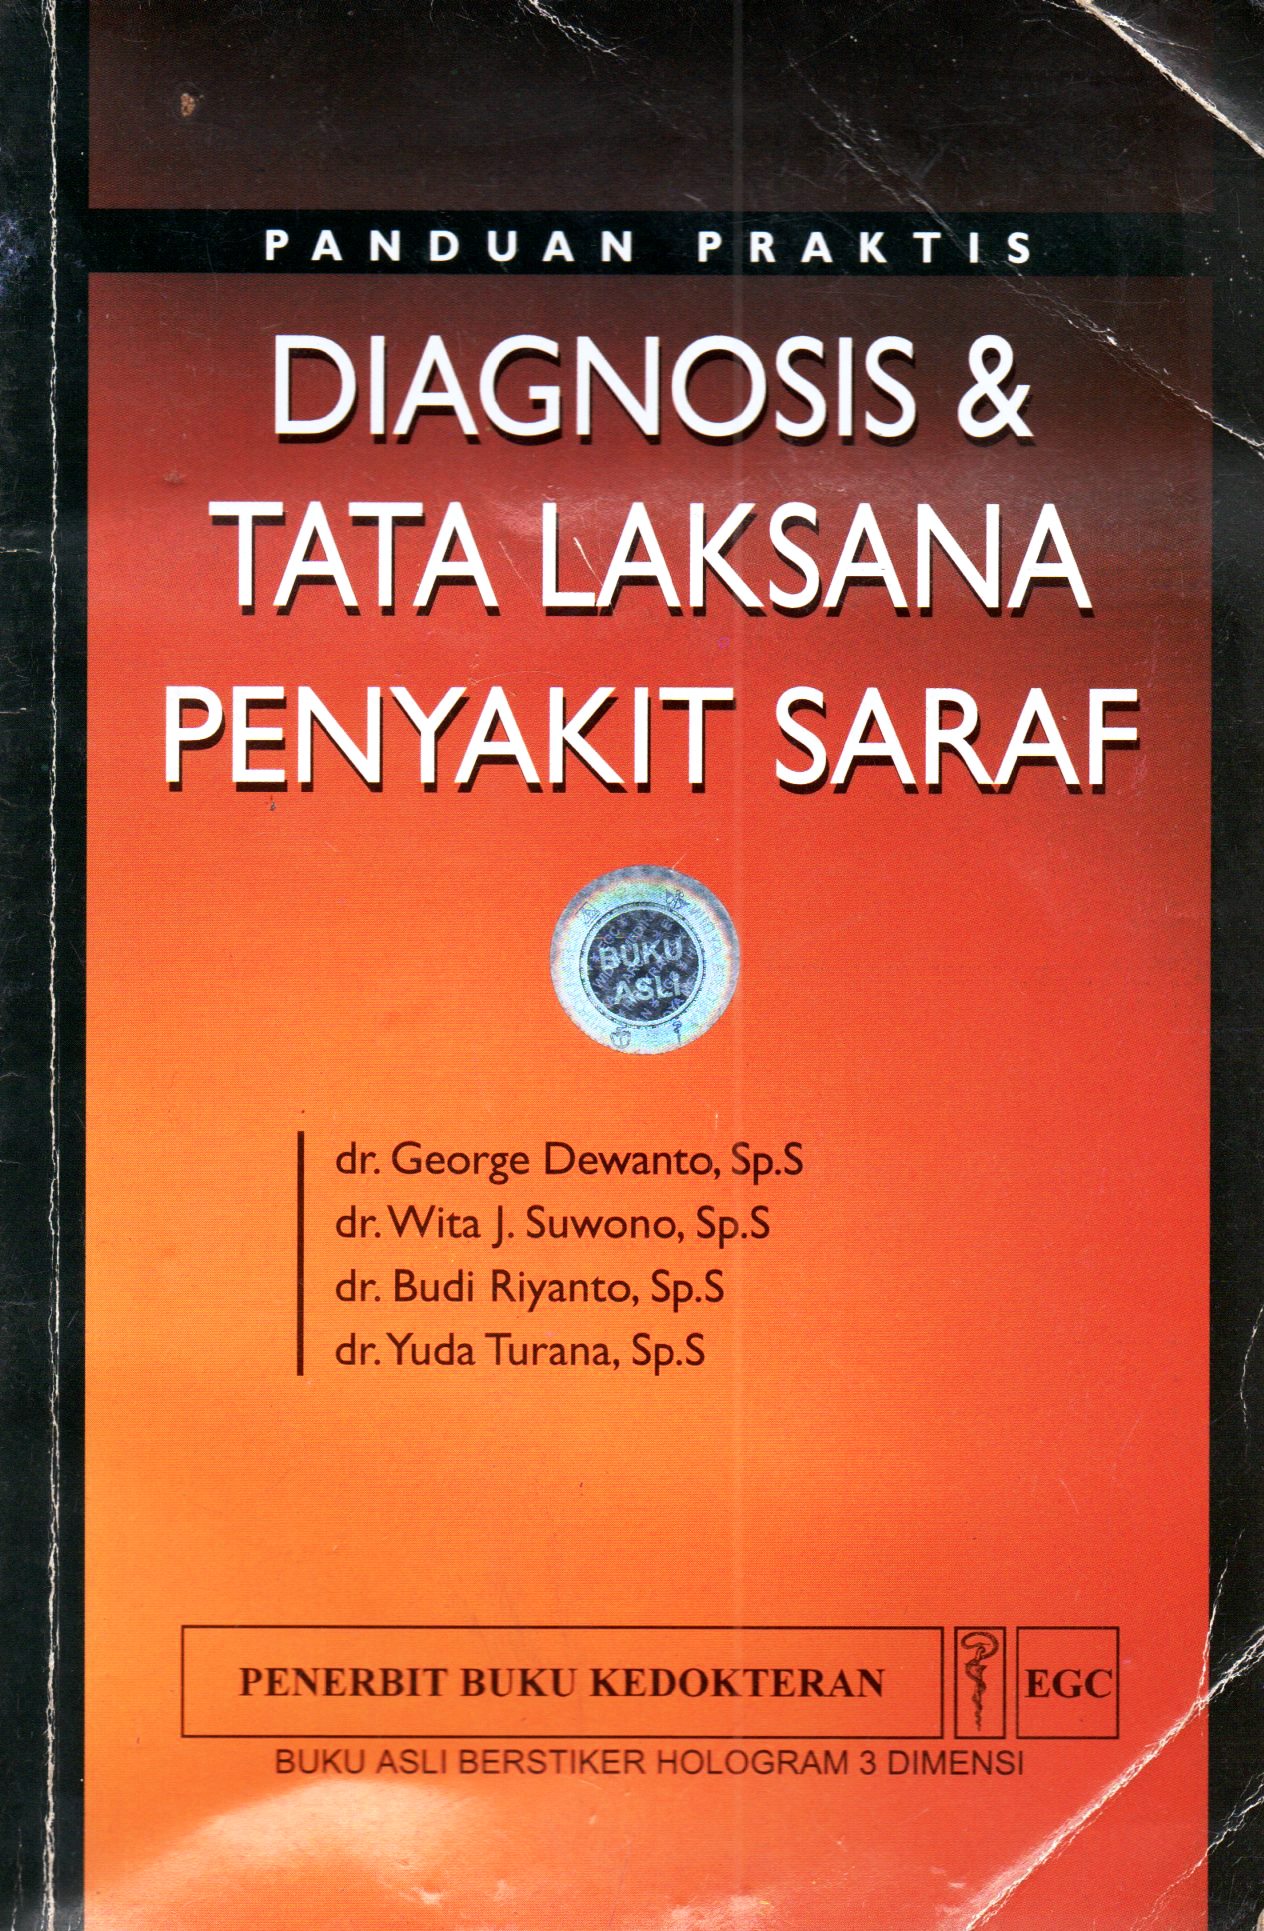 PANDUAN PRAKTIS
DIAGNOSIS &
TATA LAKSANA
PENYAKIT SARAF
BUKU
ASLI
dr. George Dewanto, Sp.S
dr. Wita J. Suwono, Sp.S
dr. Budi Riyanto, Sp.S
dr. Yuda Turana, Sp.S
PENERBIT BUKU KEDOKTERAN EGC
BUKU ASLI BERSTIKER HOLOGRAM 3 DIMENSI